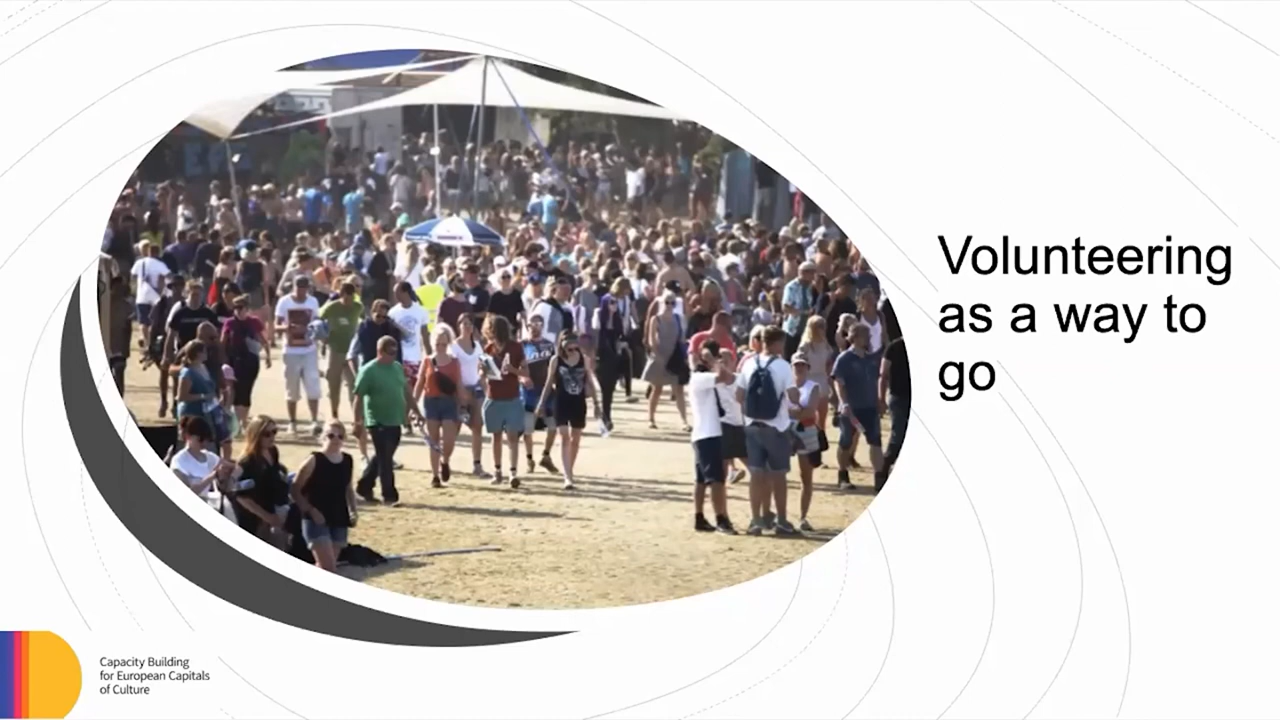 Volunteering
as a way to
go
Capacity Building
for European Capitals
of Culture